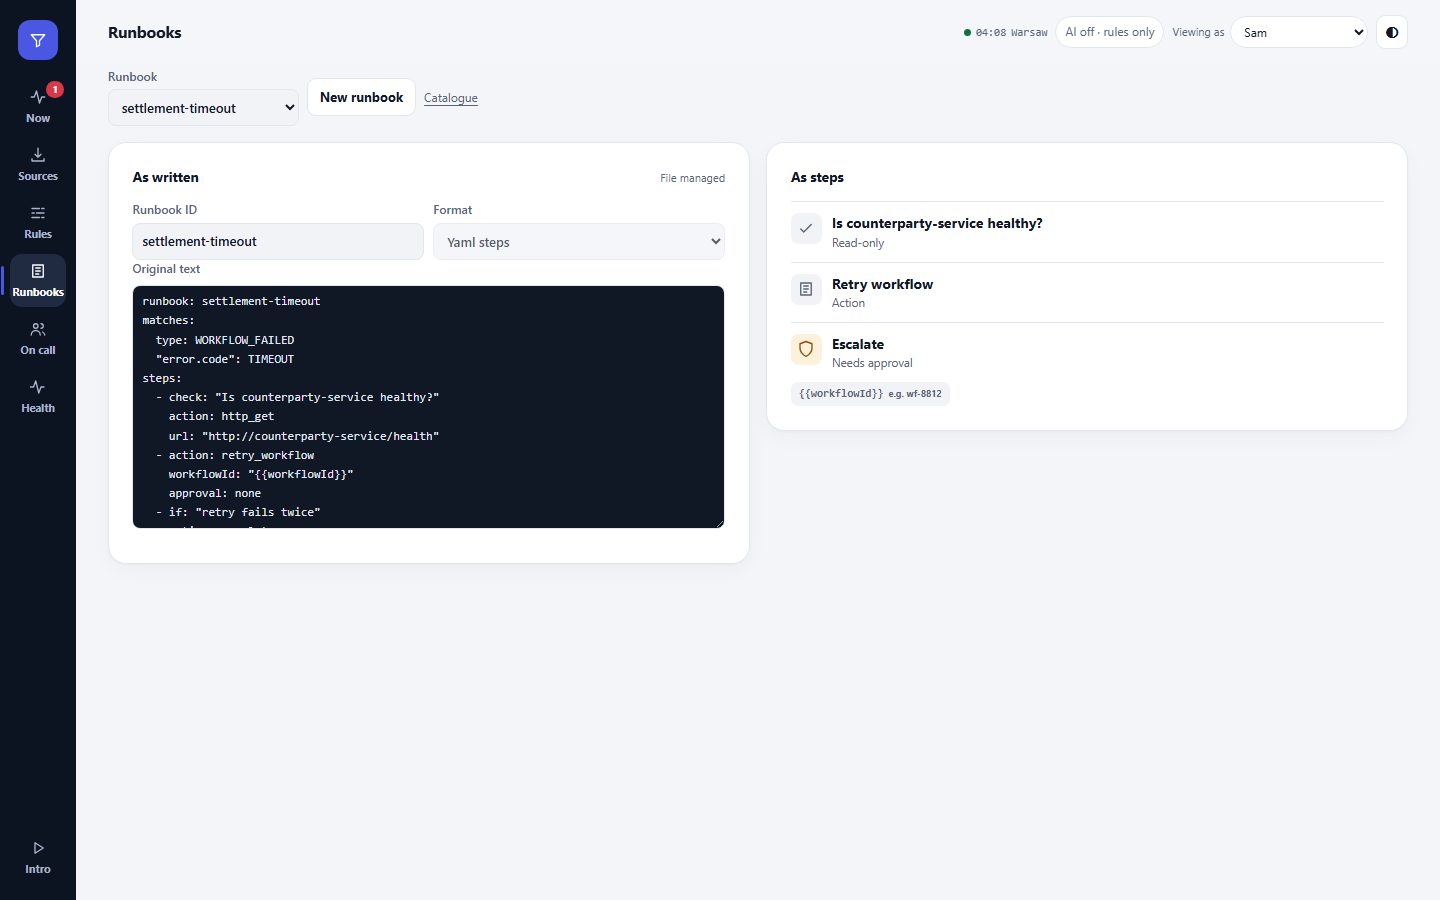 Runbooks
04:08 Warsaw
AI off · rules only
Viewing as
Sam
1
Now
Sources
Rules
Runbooks
On call
Health
Intro
Runbook
settlement-timeout
New runbook
Catalogue
As written
File managed
Runbook ID
Format
settlement-timeout
Yaml steps
Original text
runbook: settlement-timeout
matches:
  type: WORKFLOW_FAILED
  "error.code": TIMEOUT
steps:
  - check: "Is counterparty-service healthy?"
    action: http_get
    url: "http://counterparty-service/health"
  - action: retry_workflow
    workflowId: "{{workflowId}}"
    approval: none
  - if: "retry fails twice"
As steps
Is counterparty-service healthy?
Read-only
Retry workflow
Action
Escalate
Needs approval
{{workflowId}} e.g. wf-8812